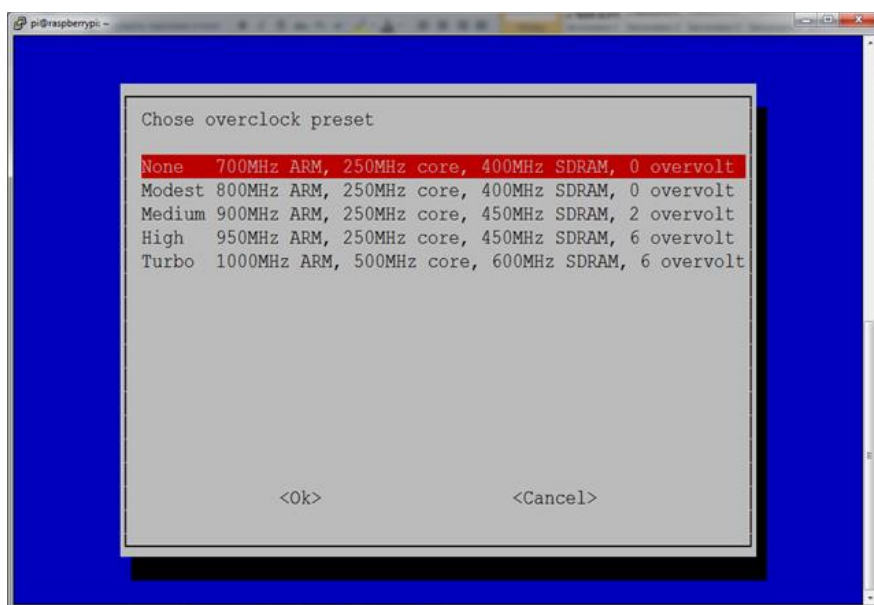 pi@raspberrypi: ~
Chose overclock preset
None 700MHz ARM, 250MHz core, 400MHz SDRAM, 0 overvolt
Modest 800MHz ARM, 250MHz core, 400MHz SDRAM, 0 overvolt
Medium 900MHz ARM, 250MHz core, 450MHz SDRAM, 2 overvolt
High 950MHz ARM, 250MHz core, 450MHz SDRAM, 6 overvolt
Turbo 1000MHz ARM, 500MHz core, 600MHz SDRAM, 6 overvolt
<Ok> <Cancel>